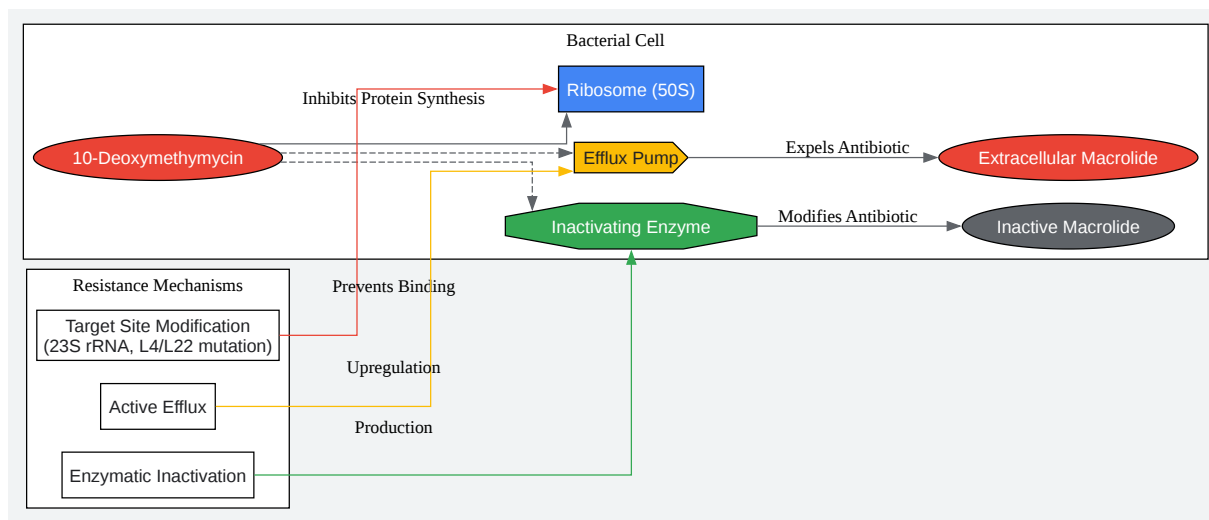 Bacterial Cell
Ribosome (50S)
Inhibits Protein Synthesis
10-Deoxymethymycin
Efflux Pump
Expels Antibiotic
Extracellular Macrolide
Inactivating Enzyme
Modifies Antibiotic
Inactive Macrolide
Resistance Mechanisms
Prevents Binding
Target Site Modification
(23S rRNA, L4/L22 mutation)
Upregulation
Active Efflux
Production
Enzymatic Inactivation